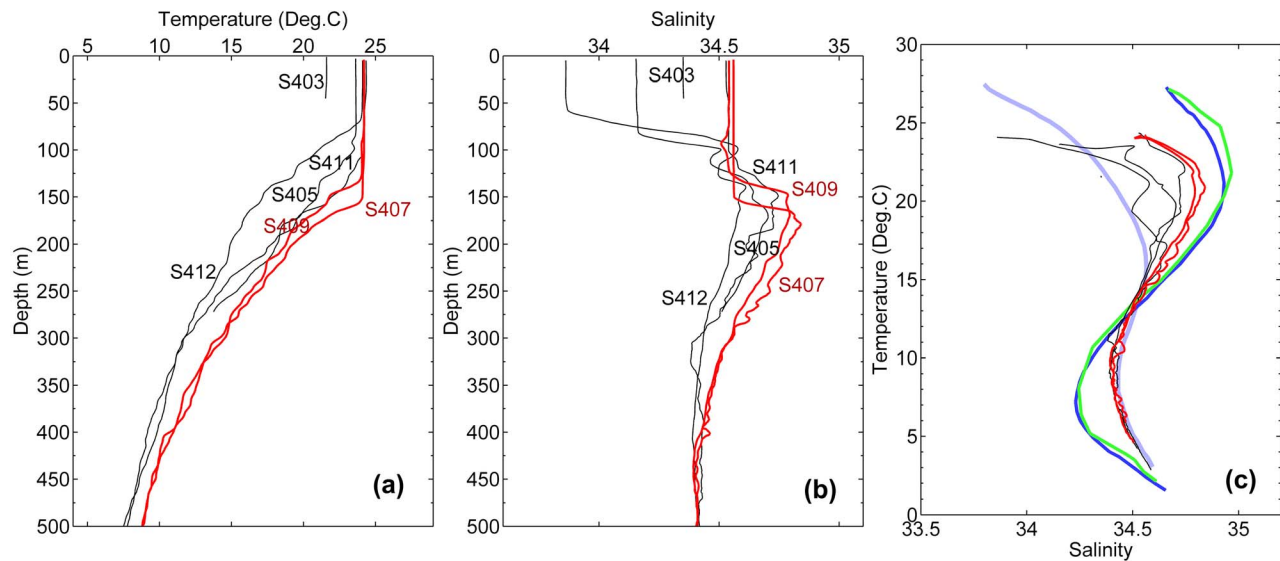 Temperature (Deg.C)
5 10 15 20 25
0
50
100
150
200
250
300
350
400
450
500
Depth (m)
S403
S411
S405
S409
S407
S412
(a)
Salinity
34 34.5 35
0
50
100
150
200
250
300
350
400
450
500
Depth (m)
S403
S411
S409
S405
S407
S412
(b)
30
25
20
15
10
5
0
Temperature (Deg.C)
33.5 34 34.5 35
Salinity
(c)